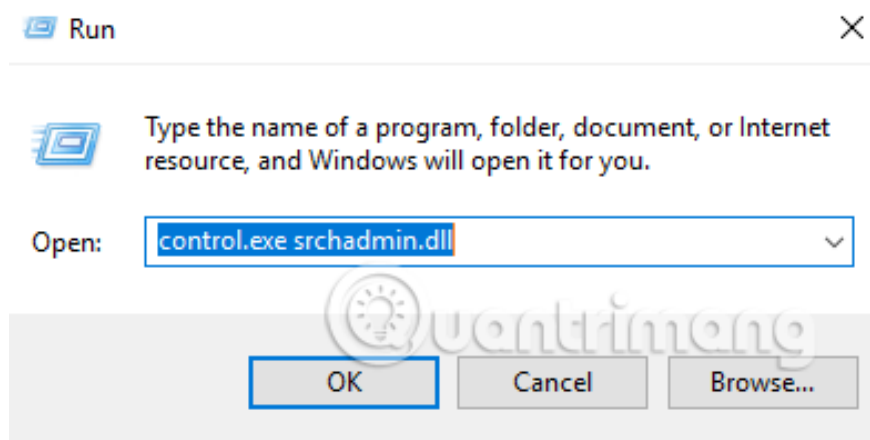 Run
Type the name of a program, folder, document, or Internet
resource, and Windows will open it for you.
Open:
control.exe srchadmin.dll
Quantrimang
OK
Cancel
Browse...